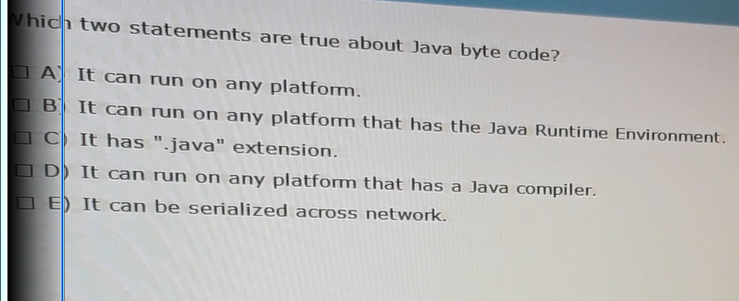 Which two statements are true about Java byte code?
A) It can run on any platform.
B) It can run on any platform that has the Java Runtime Environment.
C) It has ".java" extension.
D) It can run on any platform that has a Java compiler.
E) It can be serialized across network.